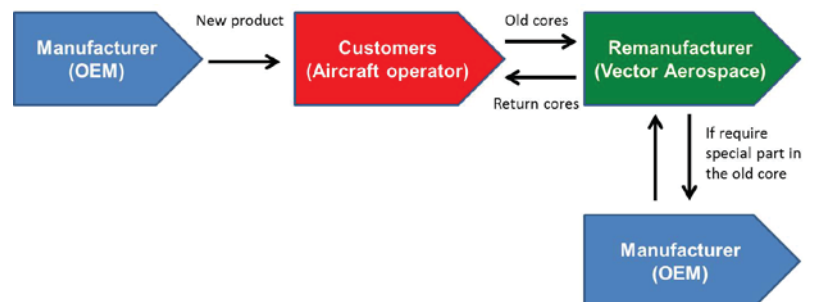 New product
Manufacturer
(OEM)
Customers
(Aircraft operator)
Old cores
Return cores
Remanufacturer
(Vector Aerospace)
If require
special part in
the old core
Manufacturer
(OEM)